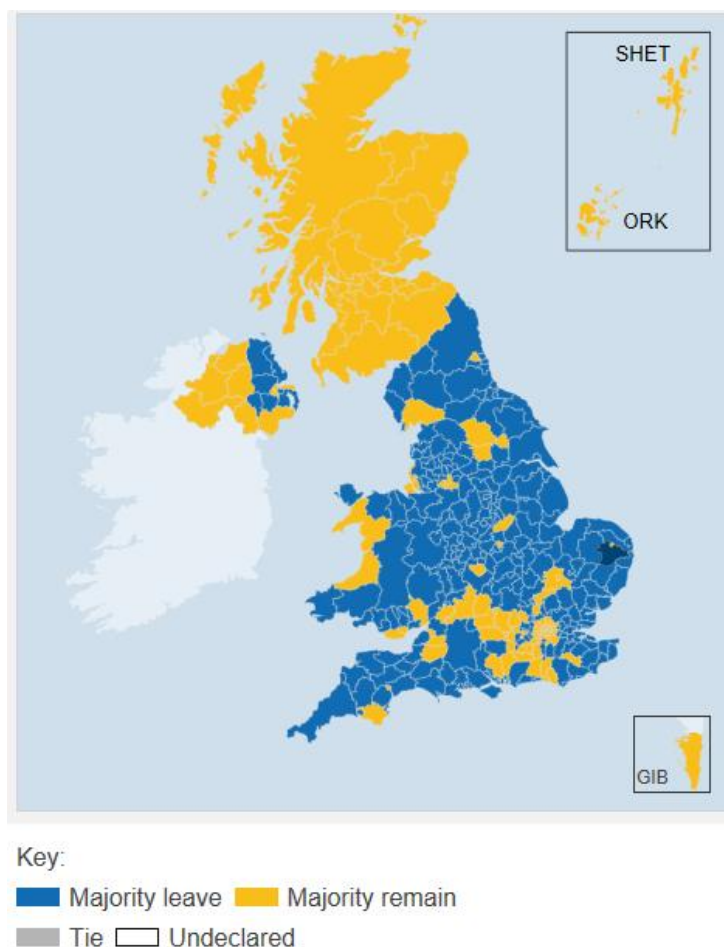 SHET
ORK
GIB
Key:
Majority leave Majority remain
Tie Undeclared